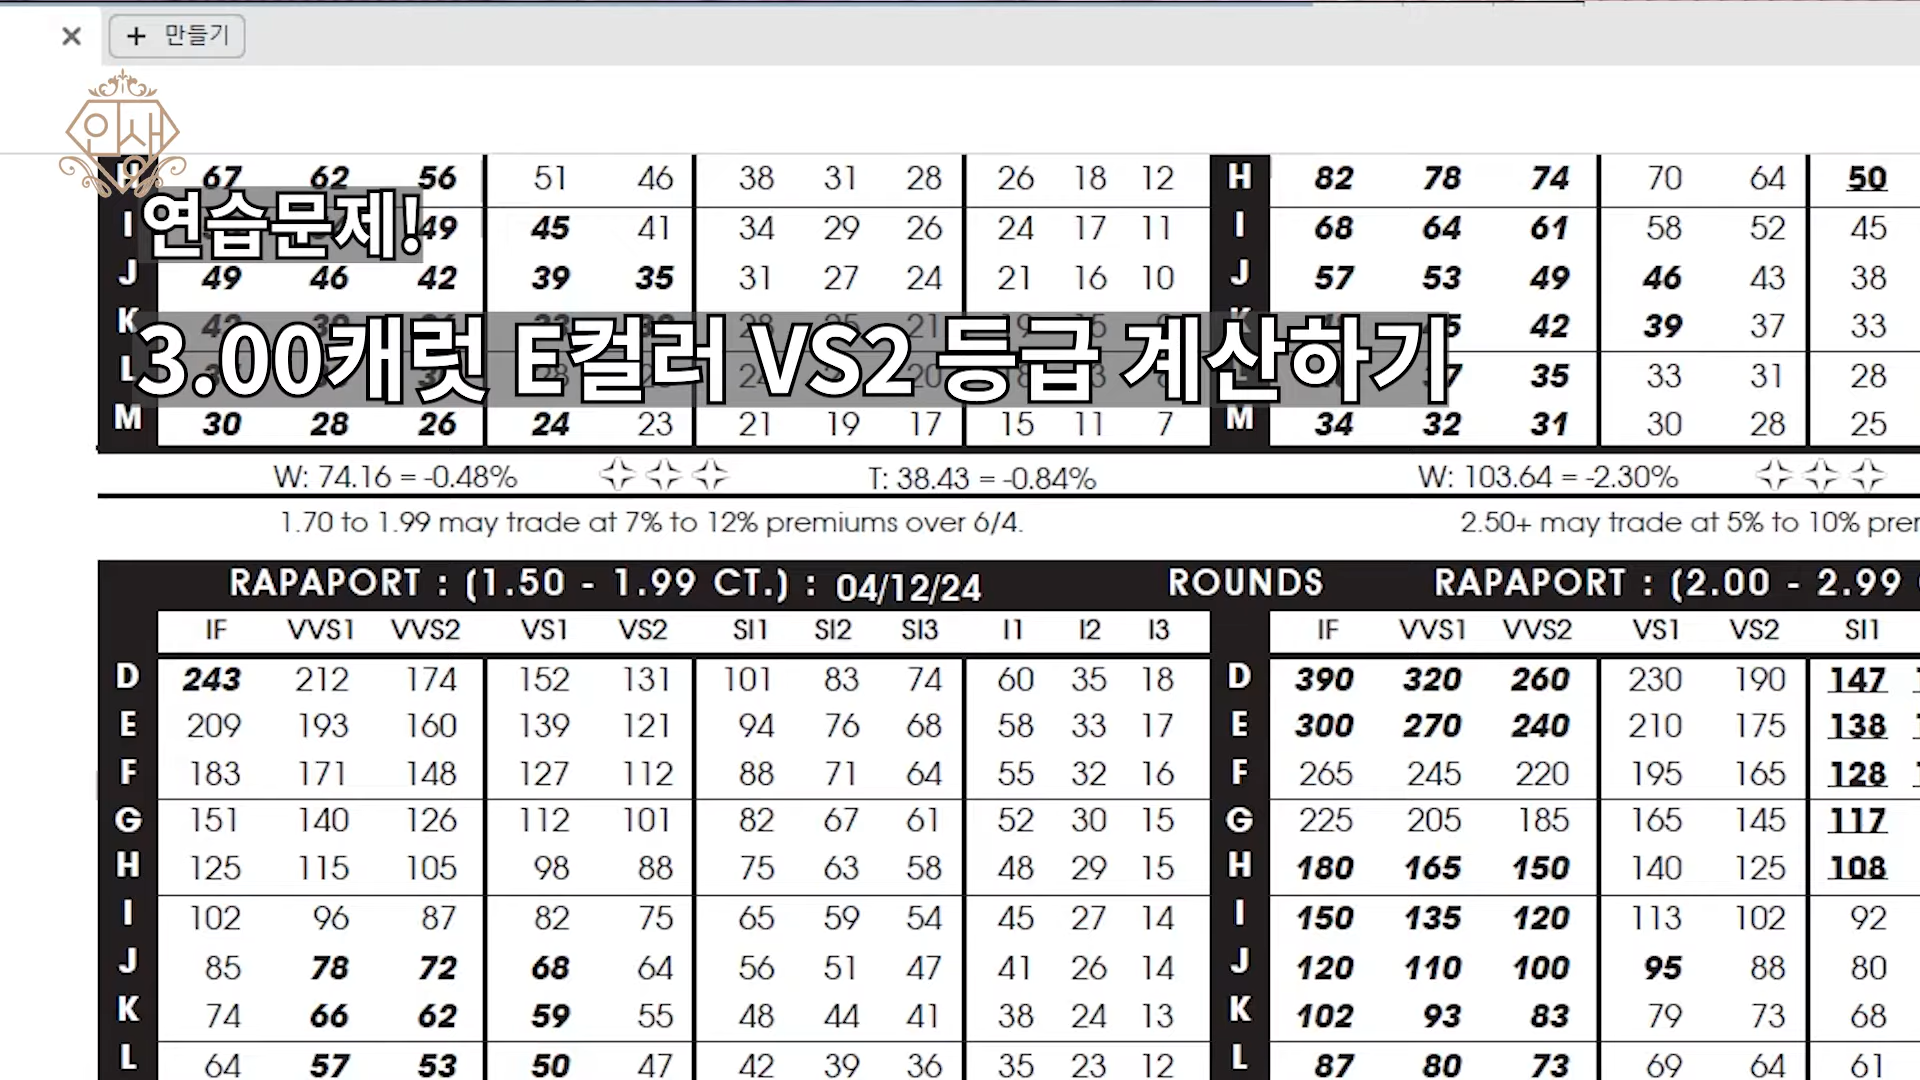 × + 만들기
인새
H 67 62 56 51 46 38 31 28 26 18 12 H 82 78 74 70 64 50
연습문제!
I 49 45 41 34 29 26 24 17 11 I 68 64 61 58 52 45
J 49 46 42 39 35 31 27 24 21 16 10 J 57 53 49 46 43 38
K 42 39 37 33
3.00캐럿 E컬러 VS2 등급 계산하기
L 35 33 31 28
M 30 28 26 24 23 21 19 17 15 11 7 M 34 32 31 30 28 25
W: 74.16 = -0.48% T: 38.43 = -0.84% W: 103.64 = -2.30%
1.70 to 1.99 may trade at 7% to 12% premiums over 6/4. 2.50+ may trade at 5% to 10%
RAPAPORT : (1.50 - 1.99 CT.) : 04/12/24 ROUNDS RAPAPORT : (2.00 - 2.99
IF VVS1 VVS2 VS1 VS2 SI1 SI2 SI3 I1 I2 I3 IF VVS1 VVS2 VS1 VS2 SI1
D 243 212 174 152 131 101 83 74 60 35 18 D 390 320 260 230 190 147
E 209 193 160 139 121 94 76 68 58 33 17 E 300 270 240 210 175 138
F 183 171 148 127 112 88 71 64 55 32 16 F 265 245 220 195 165 128
G 151 140 126 112 101 82 67 61 52 30 15 G 225 205 185 165 145 117
H 125 115 105 98 88 75 63 58 48 29 15 H 180 165 150 140 125 108
I 102 96 87 82 75 65 59 54 45 27 14 I 150 135 120 113 102 92
J 85 78 72 68 64 56 51 47 41 26 14 J 120 110 100 95 88 80
K 74 66 62 59 55 48 44 41 38 24 13 K 102 93 83 79 73 68
L 64 57 53 50 47 42 39 36 35 23 12 L 87 80 73 69 64 61